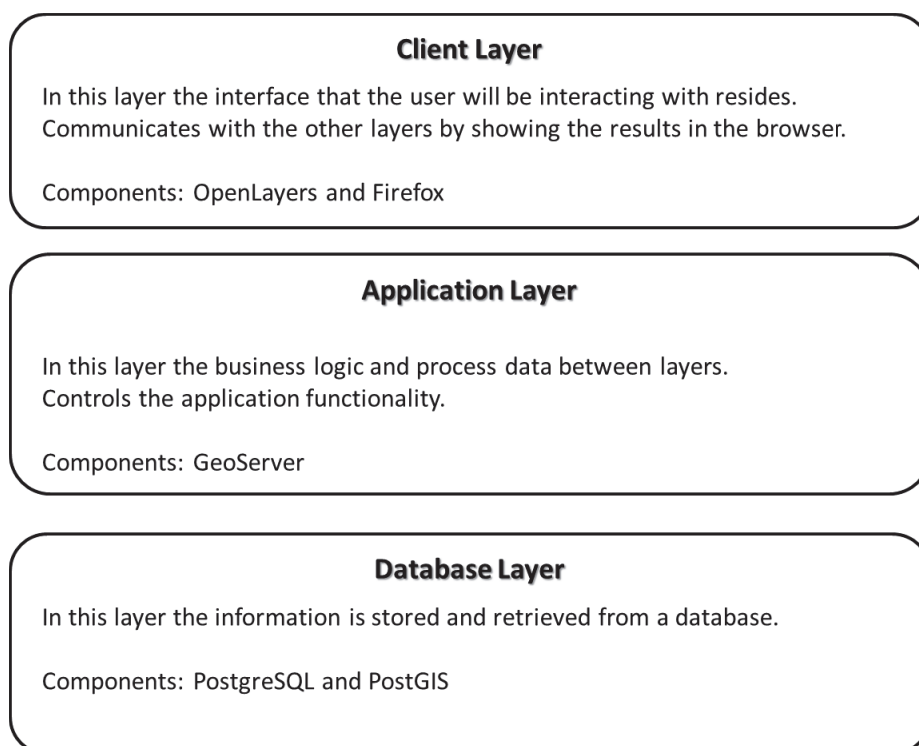 Client Layer
In this layer the interface that the user will be interacting with resides.
Communicates with the other layers by showing the results in the browser.
Components: OpenLayers and Firefox
Application Layer
In this layer the business logic and process data between layers.
Controls the application functionality.
Components: GeoServer
Database Layer
In this layer the information is stored and retrieved from a database.
Components: PostgreSQL and PostGIS